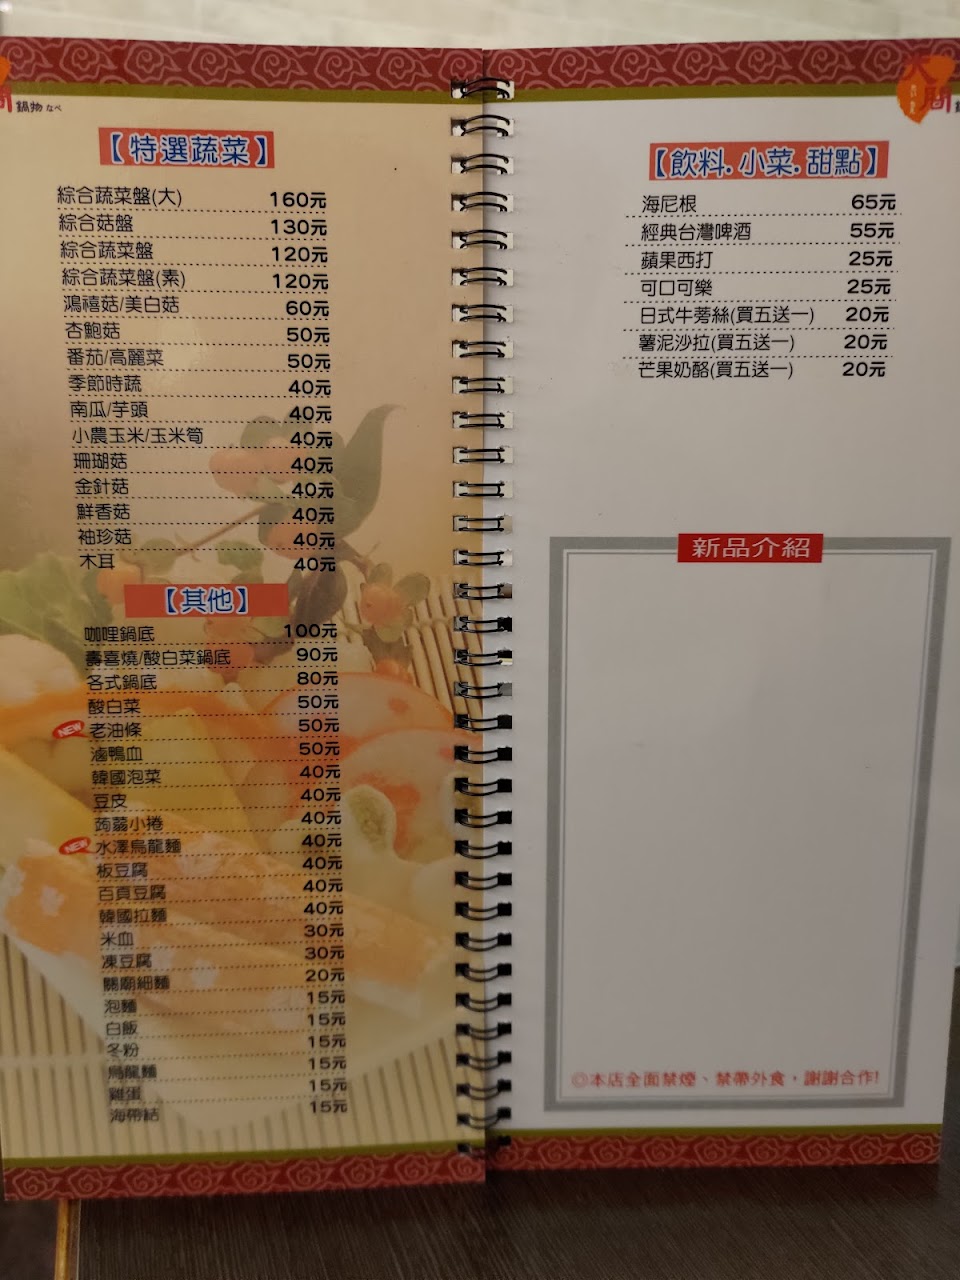 鍋物 なべ
【特選蔬菜】
綜合蔬菜盤(大) 160元
綜合菇盤 130元
綜合蔬菜盤 120元
綜合蔬菜盤(素) 120元
鴻禧菇/美白菇 60元
杏鮑菇 50元
番茄/高麗菜 50元
季節時蔬 40元
南瓜/芋頭 40元
小農玉米/玉米筍 40元
珊瑚菇 40元
金針菇 40元
鮮香菇 40元
袖珍菇 40元
木耳 40元
【其他】
咖哩鍋底 100元
壽喜燒/酸白菜鍋底 90元
各式鍋底 80元
酸白菜 50元
NEW 老油條 50元
滷鴨血 50元
韓國泡菜 40元
豆皮 40元
蒟蒻小捲 40元
NEW 水澤烏龍麵 40元
板豆腐 40元
百頁豆腐 40元
韓國拉麵 40元
米血 30元
凍豆腐 30元
關廟細麵 20元
泡麵 15元
白飯 15元
冬粉 15元
烏龍麵 15元
雞蛋 15元
海帶結 15元
【飲料.小菜.甜點】
海尼根 65元
經典台灣啤酒 55元
蘋果西打 25元
可口可樂 25元
日式牛蒡絲(買五送一) 20元
薯泥沙拉(買五送一) 20元
芒果奶酪(買五送一) 20元
新品介紹
◎本店全面禁煙、禁帶外食，謝謝合作!